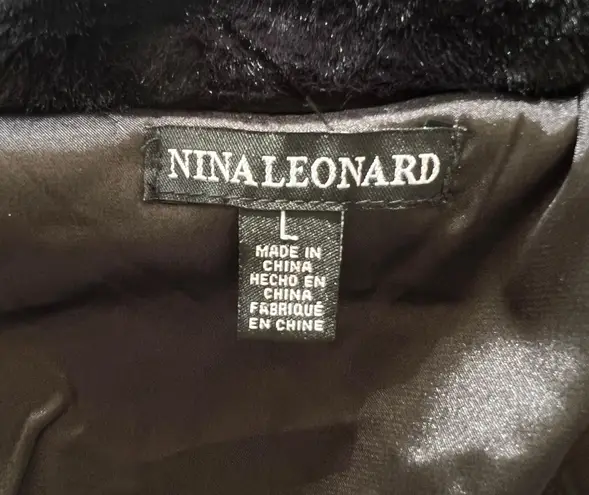 NINA LEONARD
L
MADE IN
CHINA
HECHO EN
CHINA
FABRIQUÉ
EN CHINE